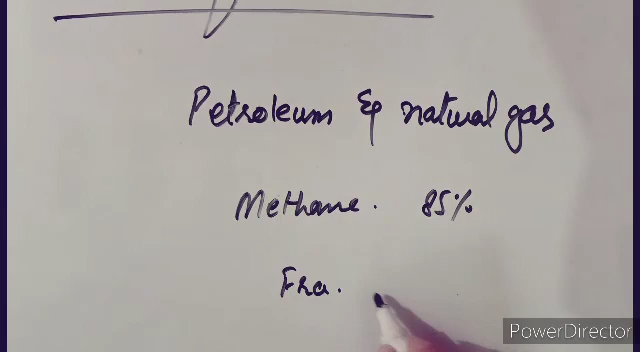 Petroleum & natural gas
Methane. 85%
Fra.
PowerDirector